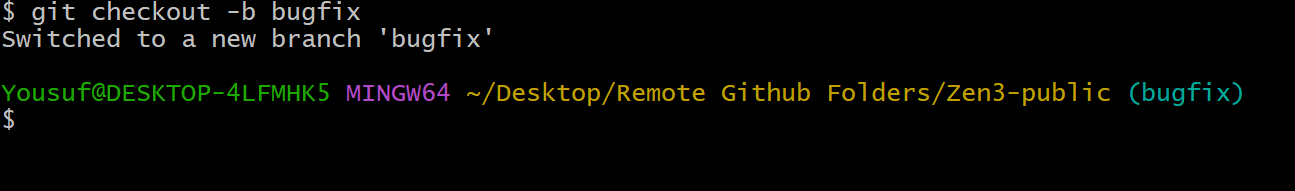 $ git checkout -b bugfix
Switched to a new branch 'bugfix'
Yousuf@DESKTOP-4LFMHK5 MINGW64 ~/Desktop/Remote Github Folders/Zen3-public (bugfix)
$